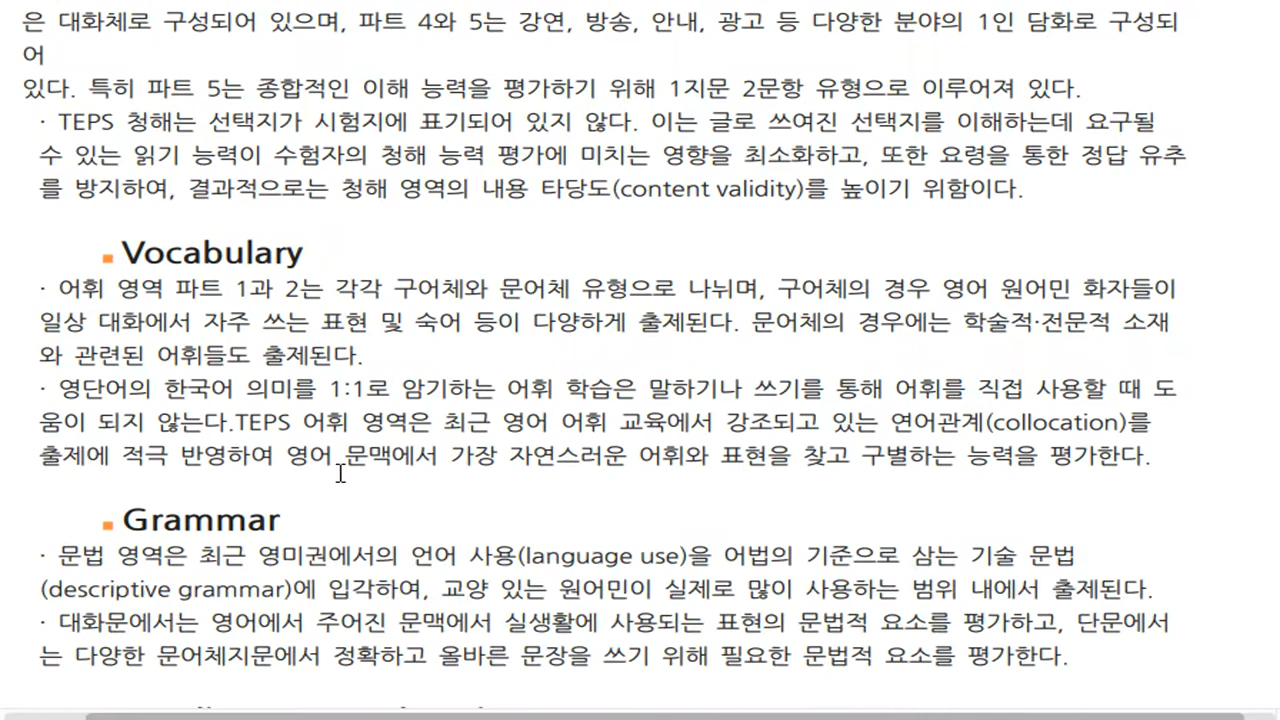 은 대화체로 구성되어 있으며, 파트 4와 5는 강연, 방송, 안내, 광고 등 다양한 분야의 1인 담화로 구성되
어
있다. 특히 파트 5는 종합적인 이해 능력을 평가하기 위해 1지문 2문항 유형으로 이루어져 있다.
· TEPS 청해는 선택지가 시험지에 표기되어 있지 않다. 이는 글로 쓰여진 선택지를 이해하는데 요구될
수 있는 읽기 능력이 수험자의 청해 능력 평가에 미치는 영향을 최소화하고, 또한 요령을 통한 정답 유추
를 방지하여, 결과적으로는 청해 영역의 내용 타당도(content validity)를 높이기 위함이다.
Vocabulary
· 어휘 영역 파트 1과 2는 각각 구어체와 문어체 유형으로 나뉘며, 구어체의 경우 영어 원어민 화자들이
일상 대화에서 자주 쓰는 표현 및 숙어 등이 다양하게 출제된다. 문어체의 경우에는 학술적·전문적 소재
와 관련된 어휘들도 출제된다.
· 영단어의 한국어 의미를 1:1로 암기하는 어휘 학습은 말하기나 쓰기를 통해 어휘를 직접 사용할 때 도
움이 되지 않는다.TEPS 어휘 영역은 최근 영어 어휘 교육에서 강조되고 있는 연어관계(collocation)를
출제에 적극 반영하여 영어 문맥에서 가장 자연스러운 어휘와 표현을 찾고 구별하는 능력을 평가한다.
Grammar
· 문법 영역은 최근 영미권에서의 언어 사용(language use)을 어법의 기준으로 삼는 기술 문법
(descriptive grammar)에 입각하여, 교양 있는 원어민이 실제로 많이 사용하는 범위 내에서 출제된다.
· 대화문에서는 영어에서 주어진 문맥에서 실생활에 사용되는 표현의 문법적 요소를 평가하고, 단문에서
는 다양한 문어체지문에서 정확하고 올바른 문장을 쓰기 위해 필요한 문법적 요소를 평가한다.